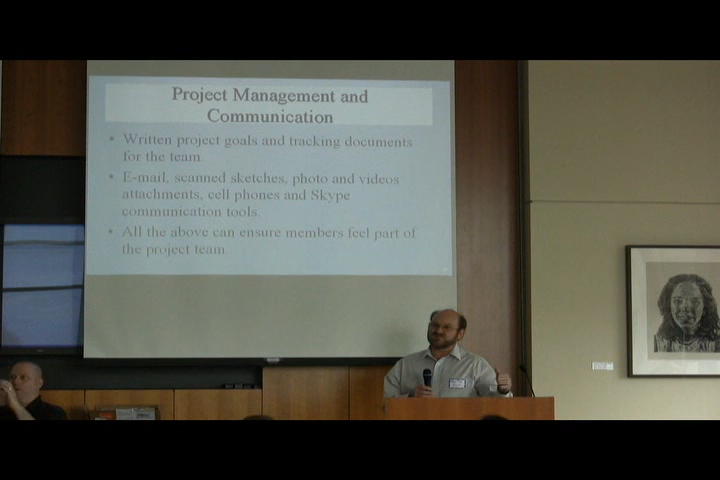 Project Management and
Communication
• Written project goals and tracking documents
for the team.
• E-mail, scanned sketches, photo and videos
attachments, cell phones and Skype
communication tools.
• All the above can ensure members feel part of
the project team.